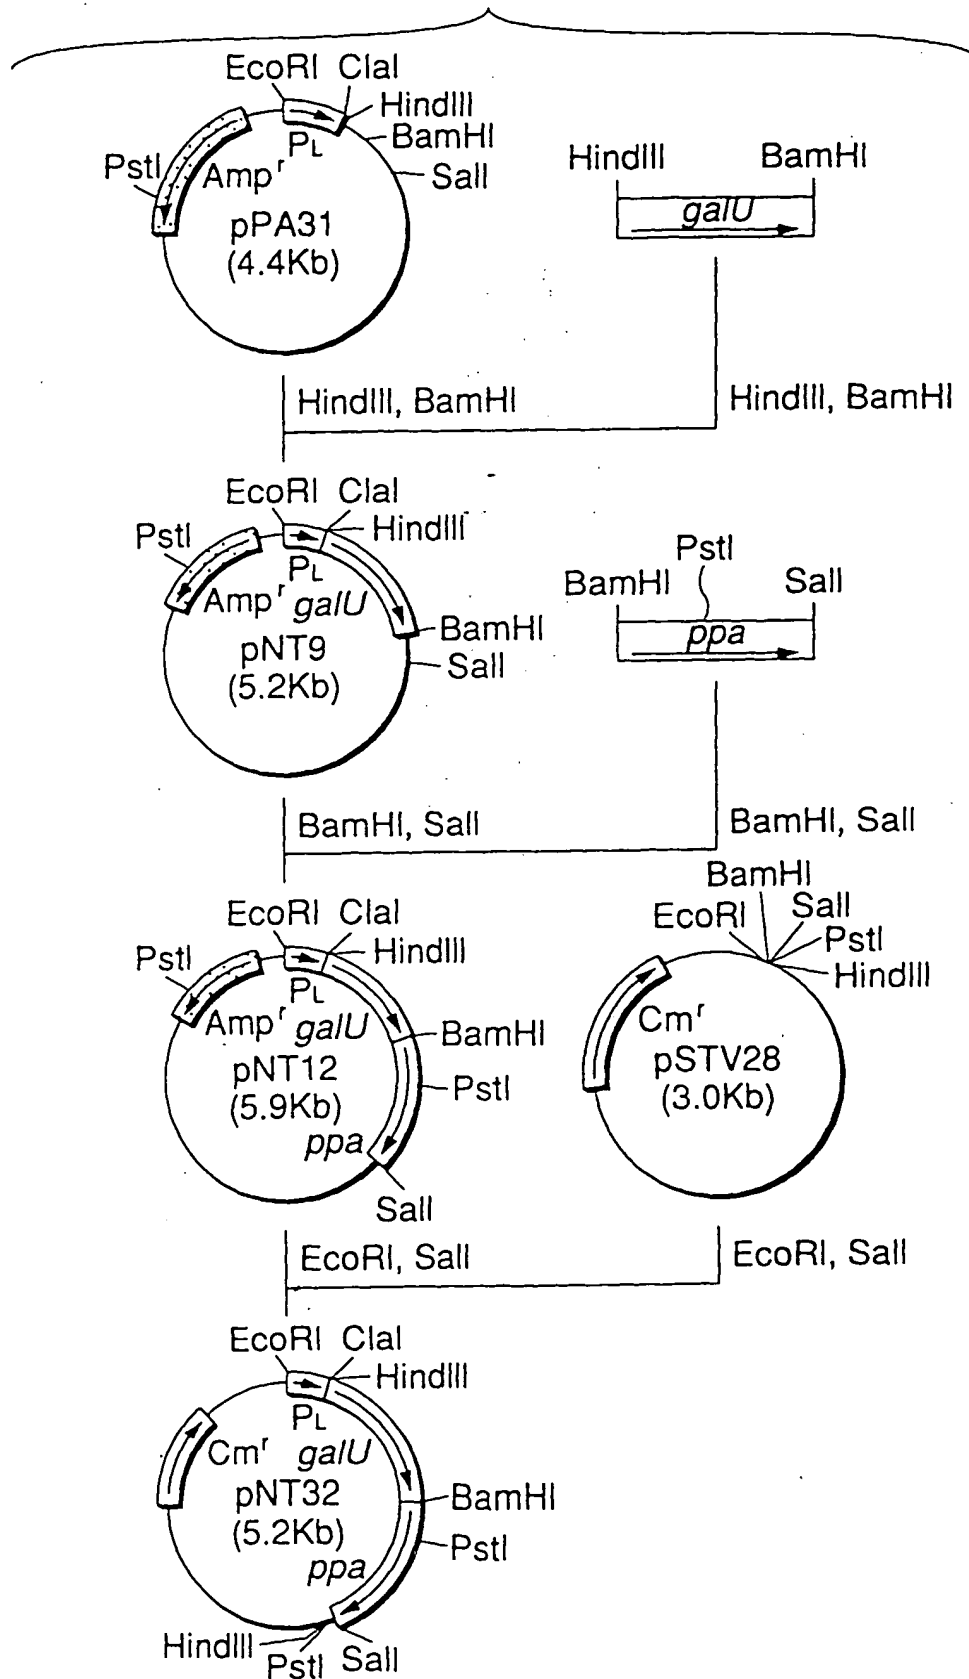 EcoRI ClaI
HindIII
BamHI
SalI
PL
PstI
Ampr
pPA31
(4.4Kb)
HindIII BamHI
galU
HindIII, BamHI
HindIII, BamHI
EcoRI ClaI
HindIII
PstI
PL
Ampr galU
pNT9
(5.2Kb)
BamHI
SalI
PstI
BamHI SalI
ppa
BamHI, SalI
BamHI, SalI
EcoRI ClaI
HindIII
PstI
PL
Ampr galU
BamHI
pNT12
(5.9Kb)
PstI
ppa
SalI
BamHI
EcoRI SalI
PstI
HindIII
Cmr
pSTV28
(3.0Kb)
EcoRI, SalI
EcoRI, SalI
EcoRI ClaI
HindIII
PL
Cmr galU
pNT32
(5.2Kb)
BamHI
PstI
ppa
HindIII
PstI SalI